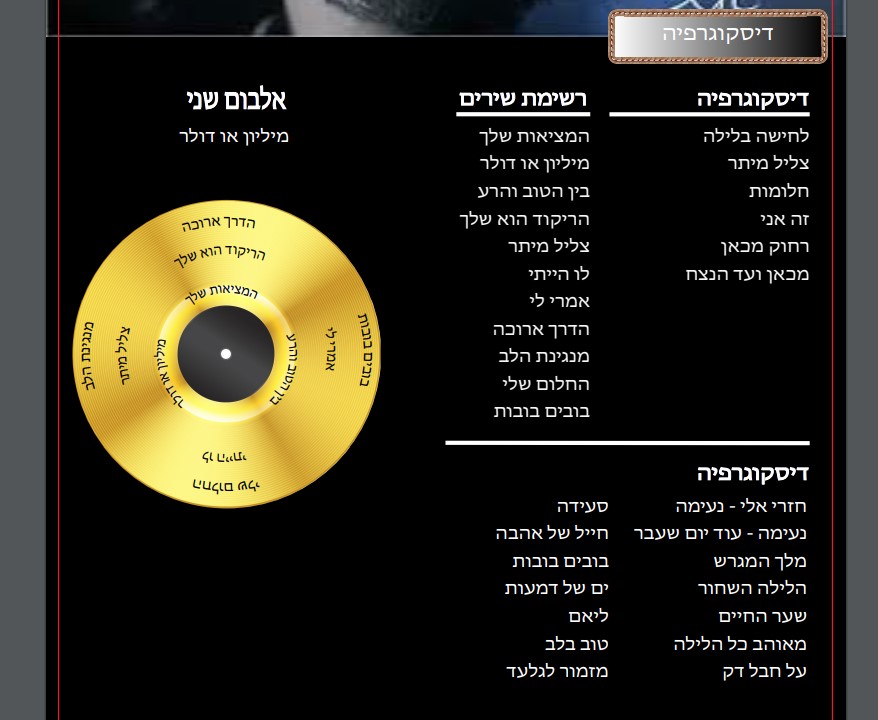 דיסקוגרפיה
דיסקוגרפיה
לחישה בלילה
צליל מיתר
חלומות
זה אני
רחוק מכאן
מכאן ועד הנצח
רשימת שירים
המציאות שלך
מיליון או דולר
בין הטוב והרע
הריקוד הוא שלך
צליל מיתר
לו הייתי
אמרי לי
הדרך ארוכה
מנגינת הלב
החלום שלי
בובים בובות
אלבום שני
מיליון או דולר
הדרך ארוכה
הריקוד הוא שלך
המציאות שלך
בובים בובות
אמרי לי
בין הטוב והרע
מיליון או דולר
צליל מיתר
מנגינת הלב
לו הייתי
החלום שלי
דיסקוגרפיה
חזרי אלי - נעימה
נעימה - עוד יום שעבר
מלך המגרש
הלילה השחור
שער החיים
מאוהב כל הלילה
על חבל דק
סעידה
חייל של אהבה
בובים בובות
ים של דמעות
ליאם
טוב בלב
מזמור לגלעד